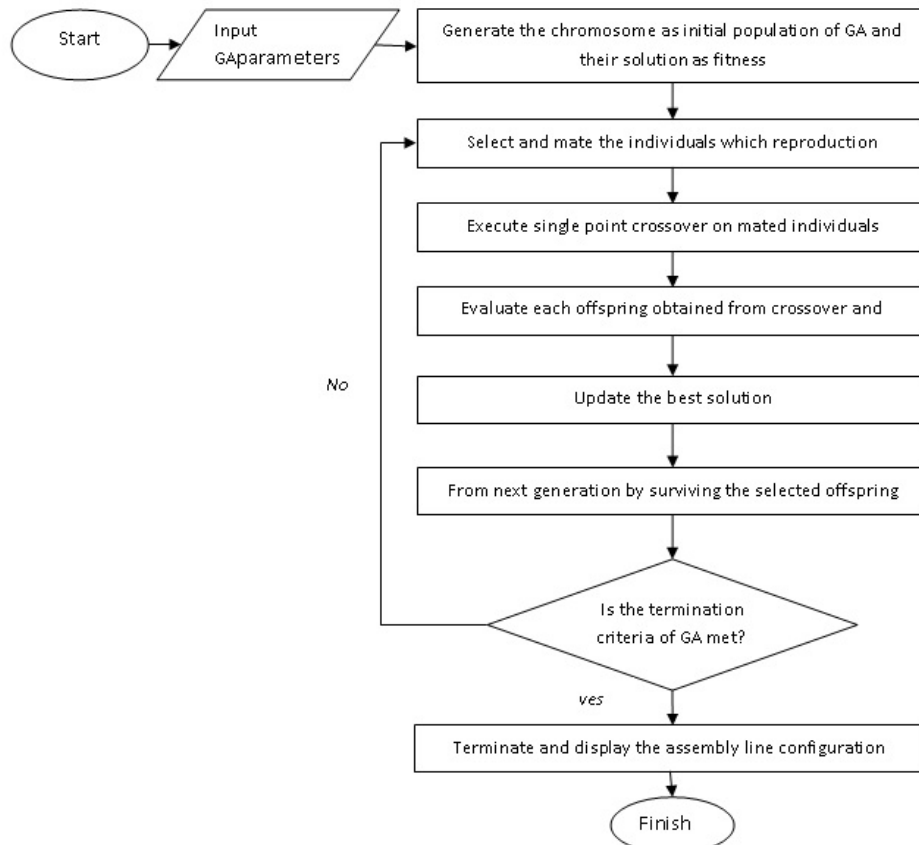 Start
Input
GAparameters
Generate the chromosome as initial population of GA and
their solution as fitness
Select and mate the individuals which reproduction
Execute single point crossover on mated individuals
Evaluate each offspring obtained from crossover and
No
Update the best solution
From next generation by surviving the selected offspring
Is the termination
criteria of GA met?
ves
Terminate and display the assembly line configuration
Finish